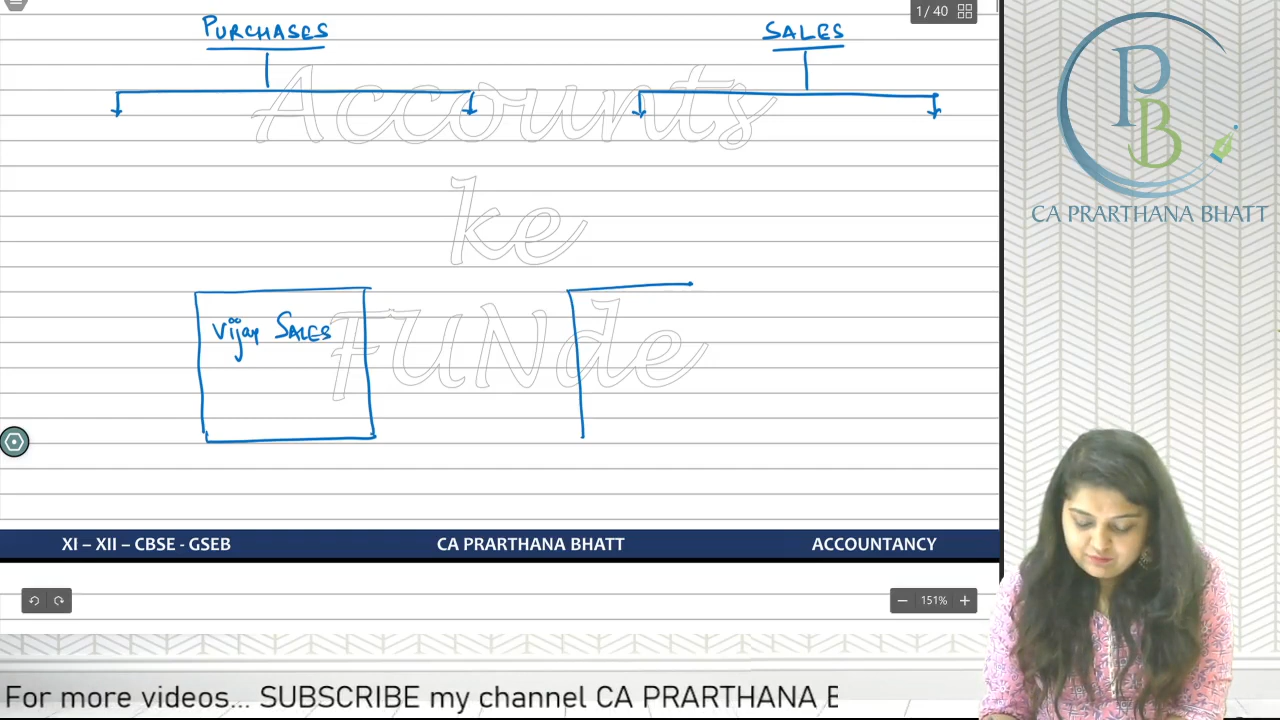 1 / 40
PURCHASES
SALES
Accounts
ke
FUNde
Vijay SALES
PB
CA PRARTHANA BHATT
XI – XII – CBSE - GSEB
CA PRARTHANA BHATT
ACCOUNTANCY
151%
For more videos... SUBSCRIBE my channel CA PRARTHANA B